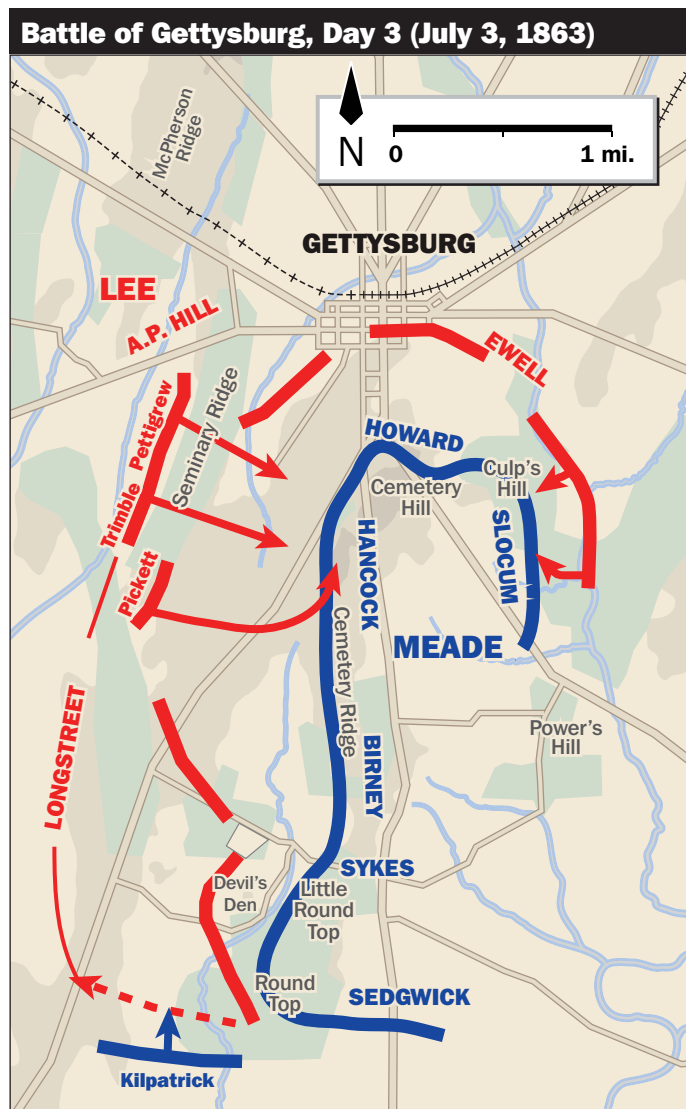 Battle of Gettysburg, Day 3 (July 3, 1863)
McPherson
Ridge
N
0
1 mi.
GETTYSBURG
LEE
A.P. HILL
EWELL
Pettigrew
Trimble
Seminary Ridge
HOWARD
Cemetery
Hill
Culp's
Hill
Pickett
HANCOCK
SLOCUM
MEADE
Cemetery Ridge
LONGSTREET
BIRNEY
Power's
Hill
SYKES
Devil's
Den
Little
Round
Top
Round
Top
SEDGWICK
Kilpatrick